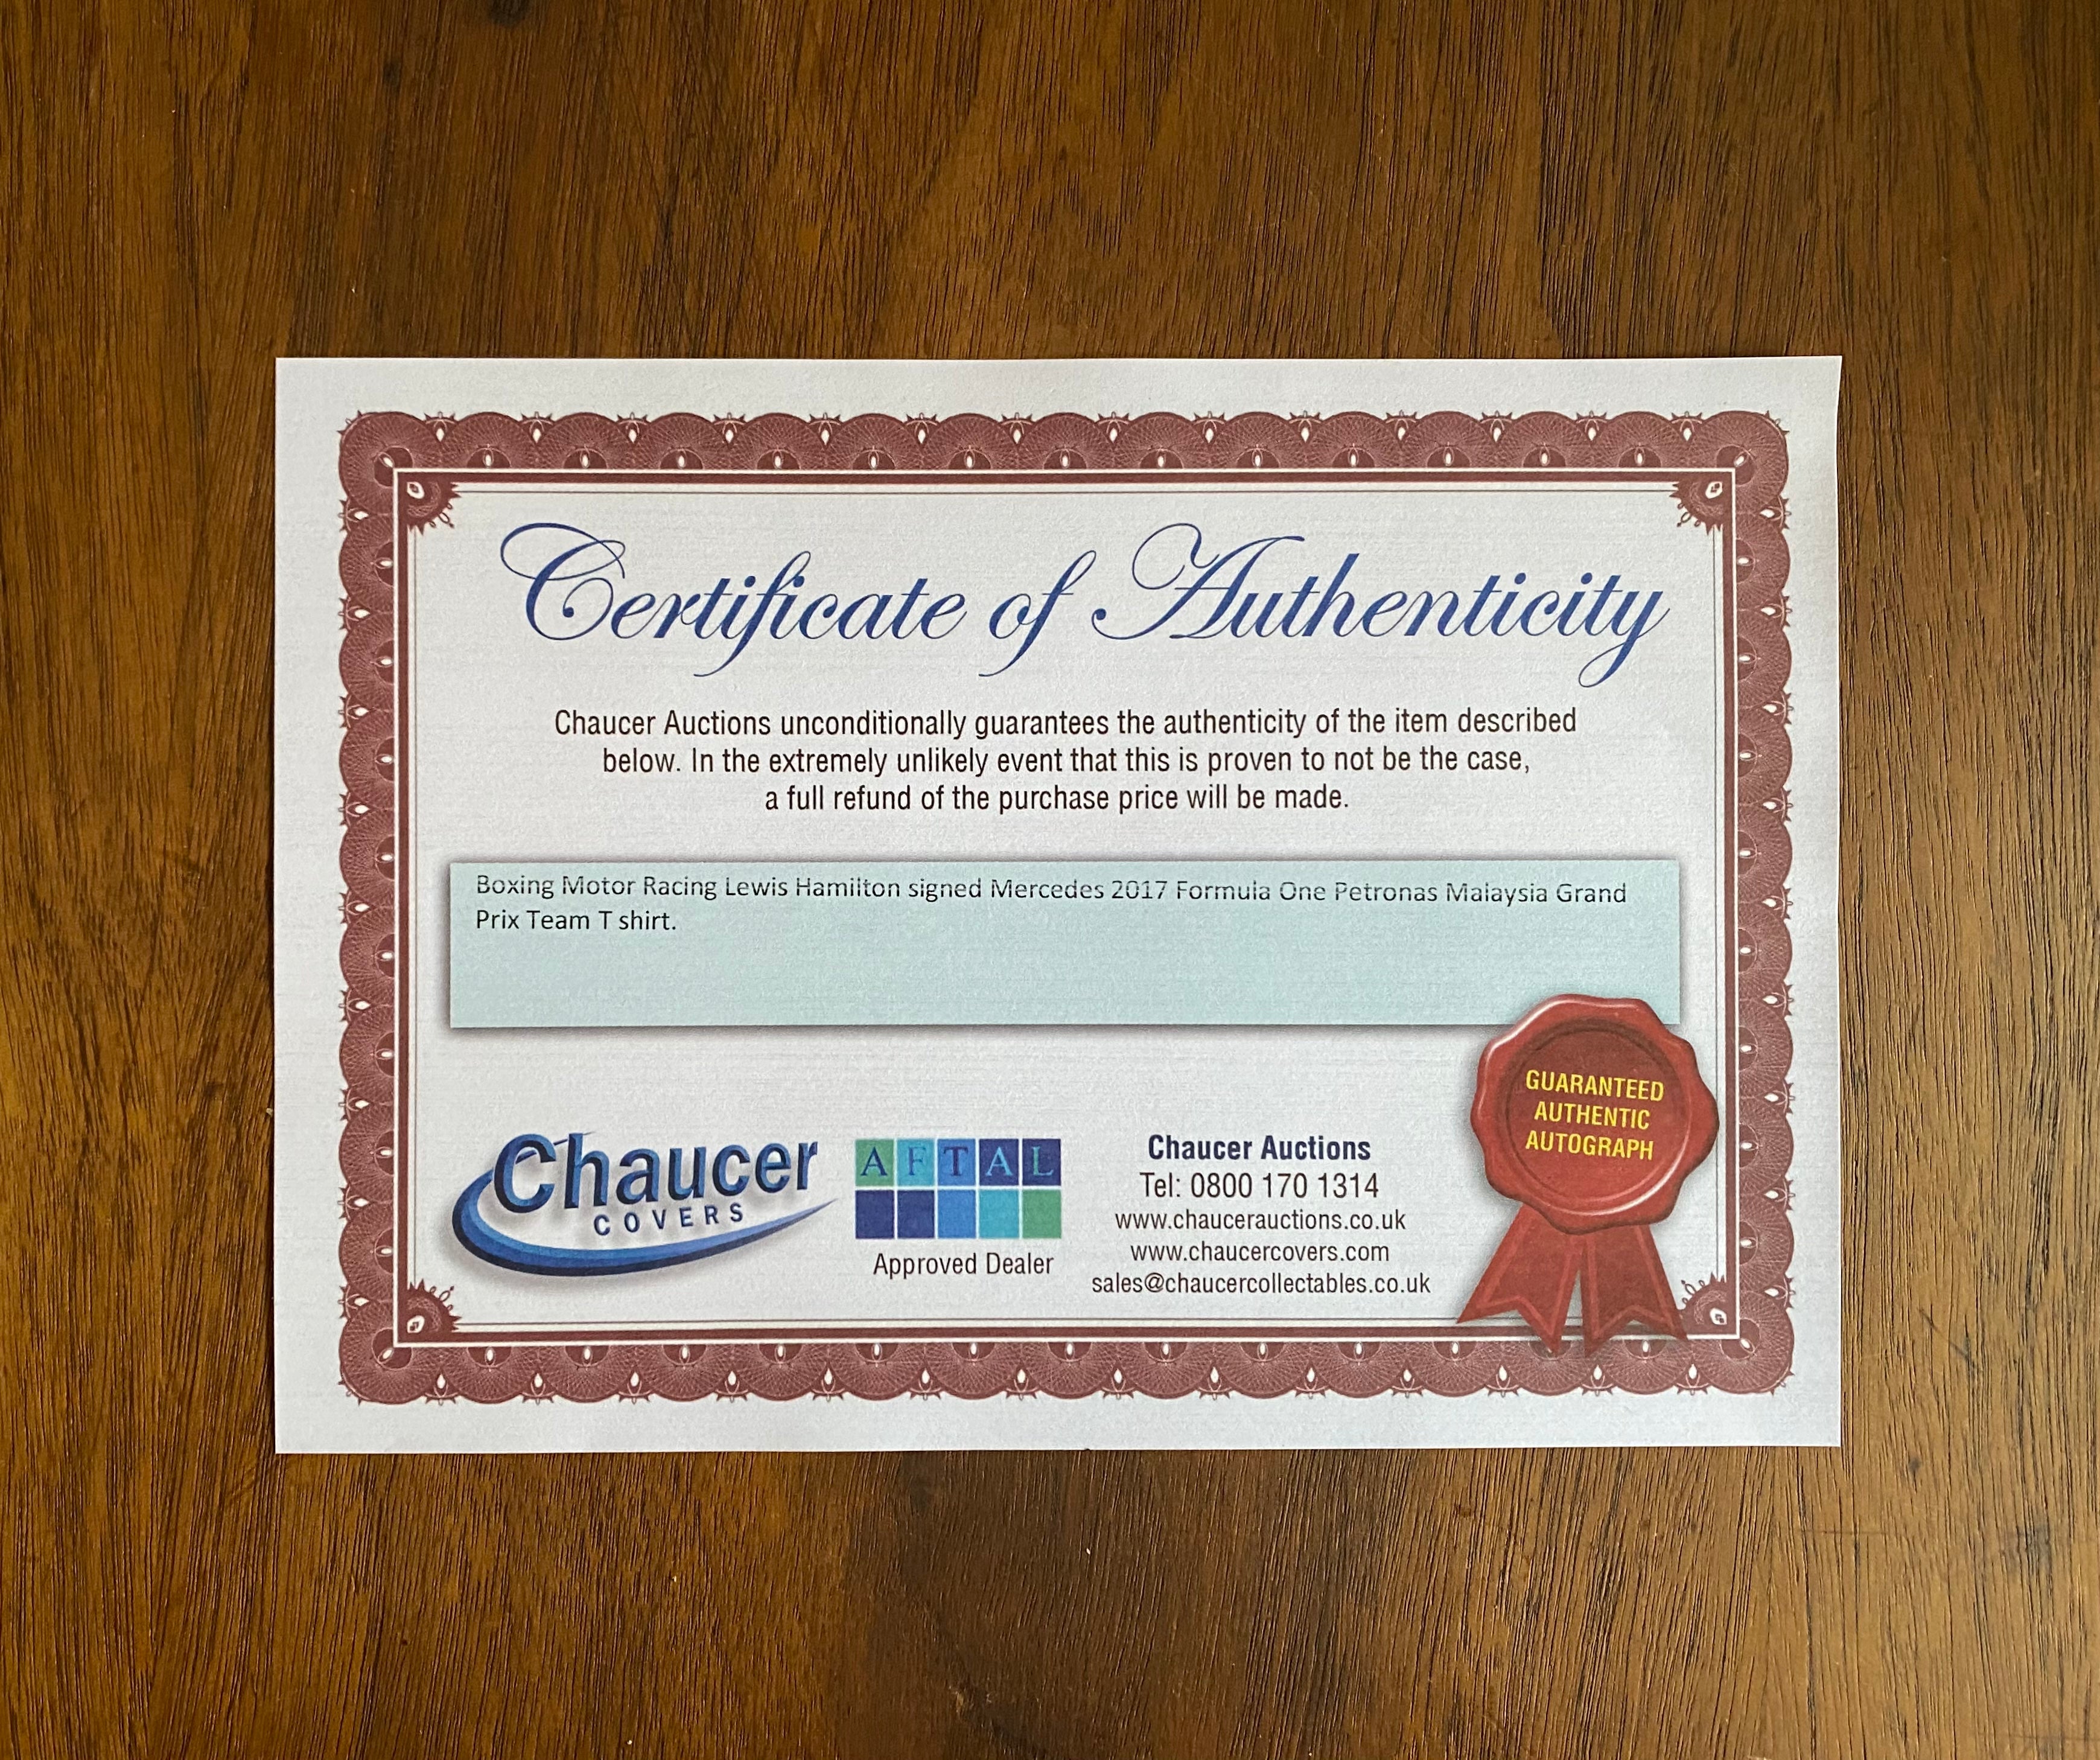 Certificate of Authenticity
Chaucer Auctions unconditionally guarantees the authenticity of the item described
below. In the extremely unlikely event that this is proven to not be the case,
a full refund of the purchase price will be made.
Boxing Motor Racing Lewis Hamilton signed Mercedes 2017 Formula One Petronas Malaysia Grand
Prix Team T shirt.
Chaucer
COVERS
AFTAL
Approved Dealer
Chaucer Auctions
Tel: 0800 170 1314
www.chaucerauctions.co.uk
www.chaucercovers.com
sales@chaucercollectables.co.uk
GUARANTEED
AUTHENTIC
AUTOGRAPH